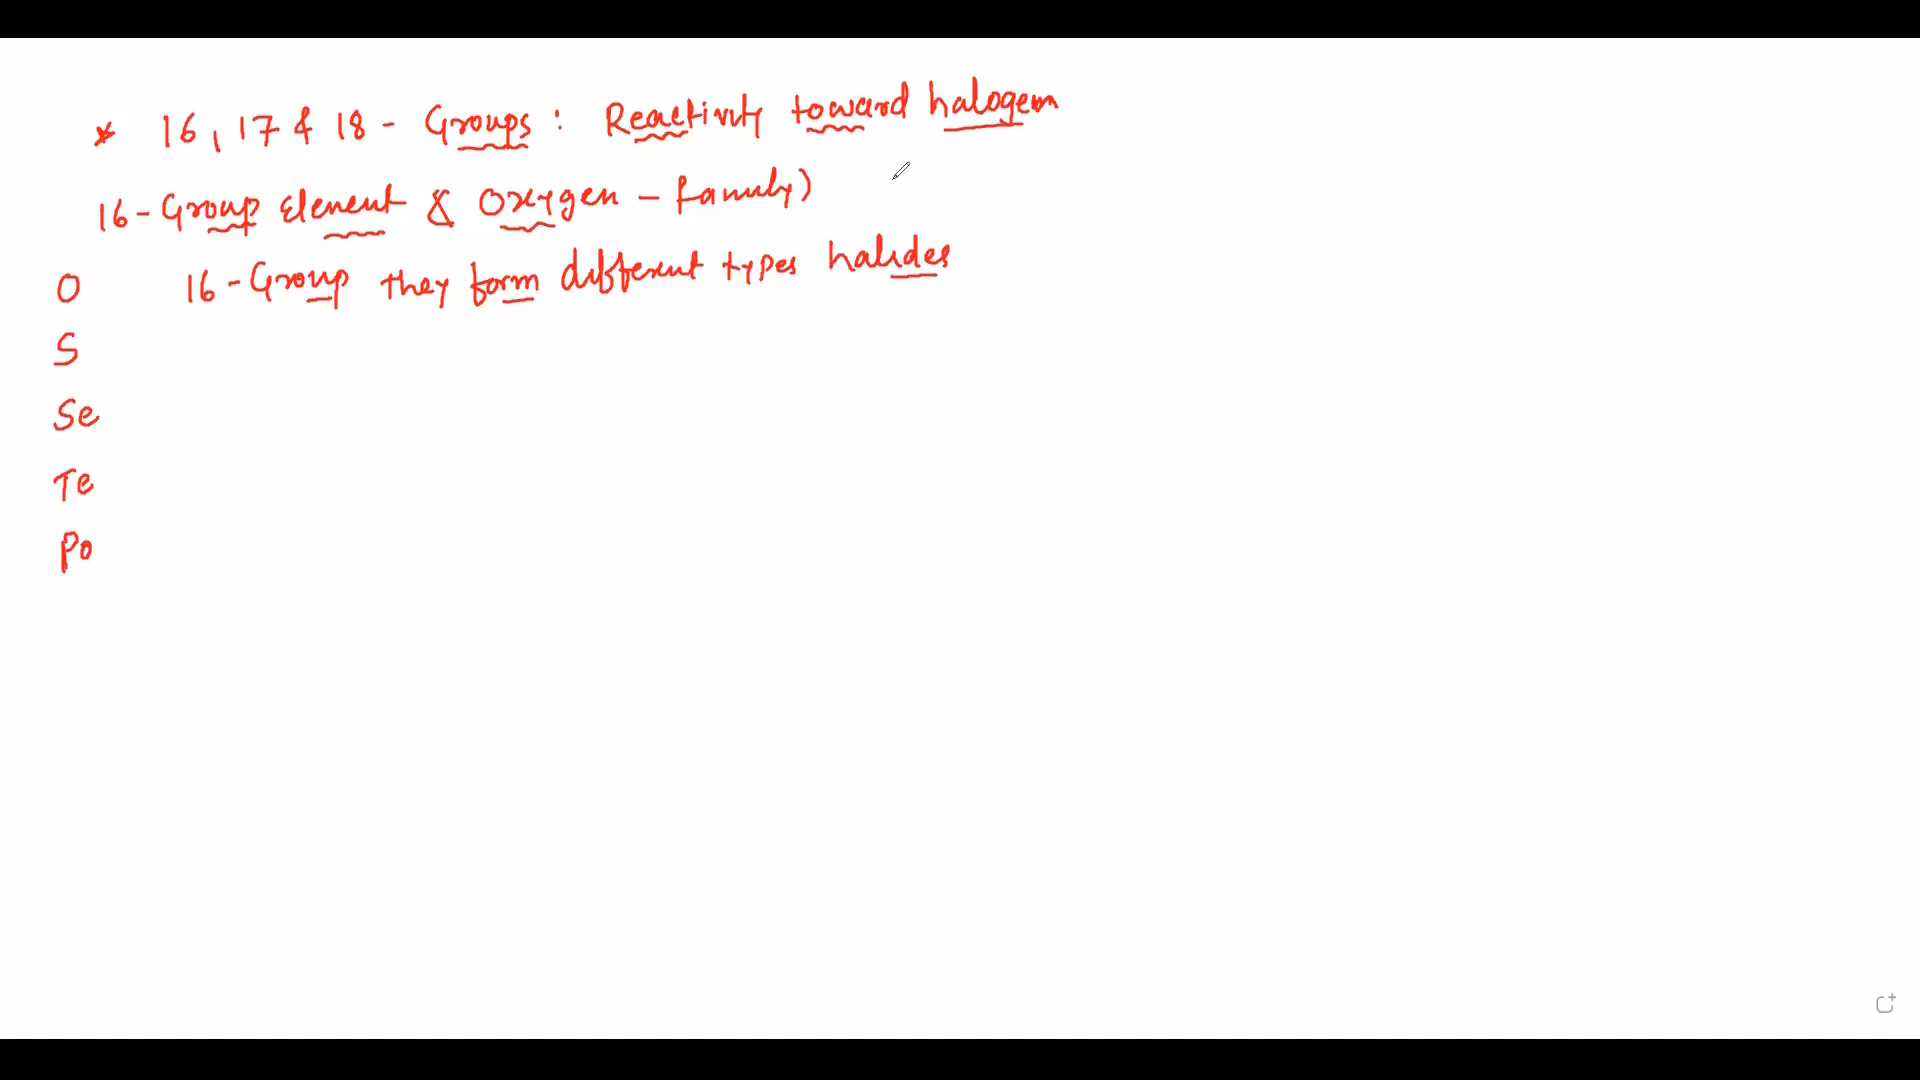 * 16, 17 & 18 - Groups : Reactivity toward halogen
16 - Group Element & Oxygen - family)
16 - Group they form different types halides
O
S
Se
Te
Po